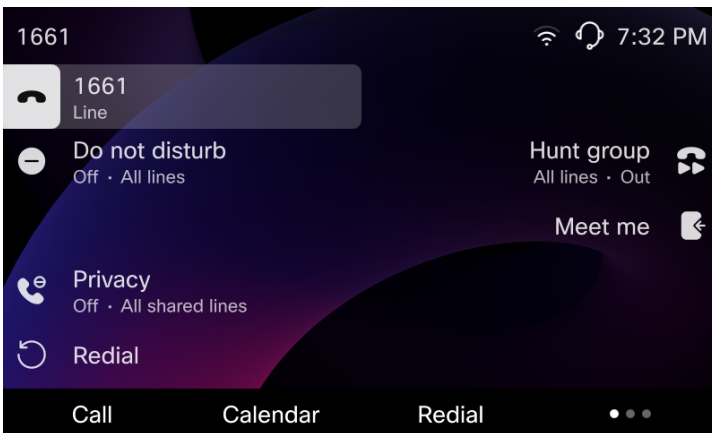 1661
7:32 PM
1661
Line
Do not disturb
Off · All lines
Hunt group
All lines · Out
Meet me
Privacy
Off · All shared lines
Redial
Call
Calendar
Redial